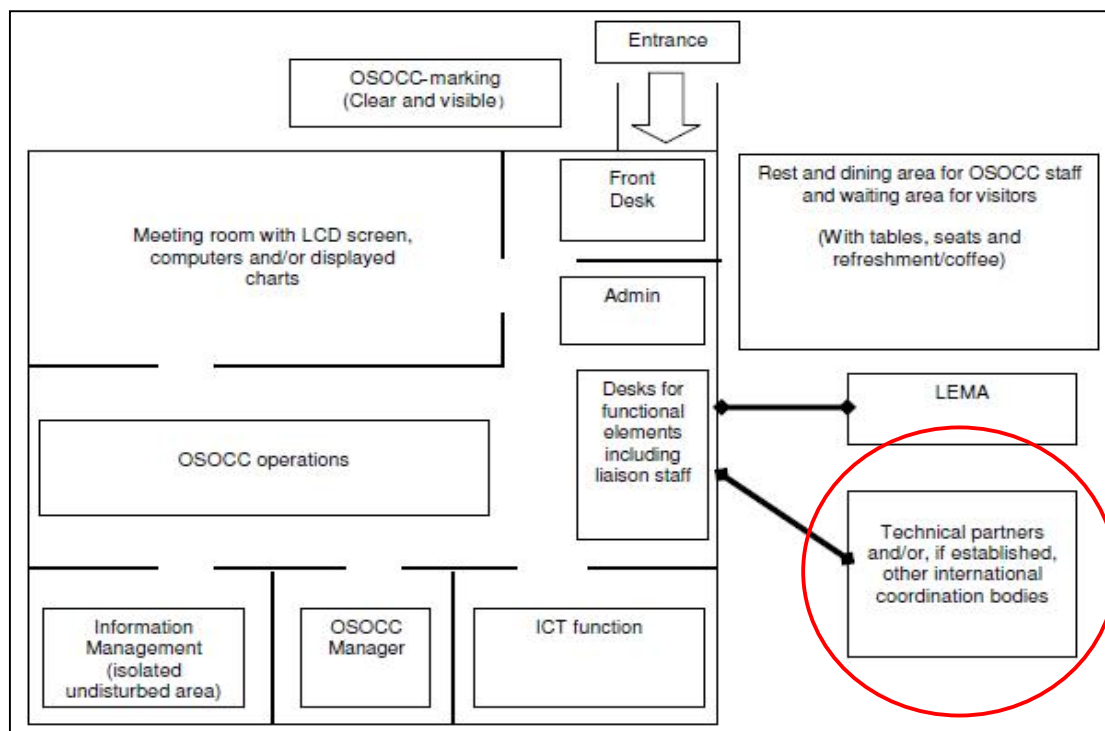 Entrance
OSOCC-marking
(Clear and visible)
Front
Desk
Rest and dining area for OSOCC staff
and waiting area for visitors
(With tables, seats and
refreshment/coffee)
Meeting room with LCD screen,
computers and/or displayed
charts
Admin
Desks for
functional
elements
including
liaison staff
LEMA
OSOCC operations
Technical partners
and/or, if established,
other international
coordination bodies
Information
Management
(isolated
undisturbed area)
OSOCC
Manager
ICT function